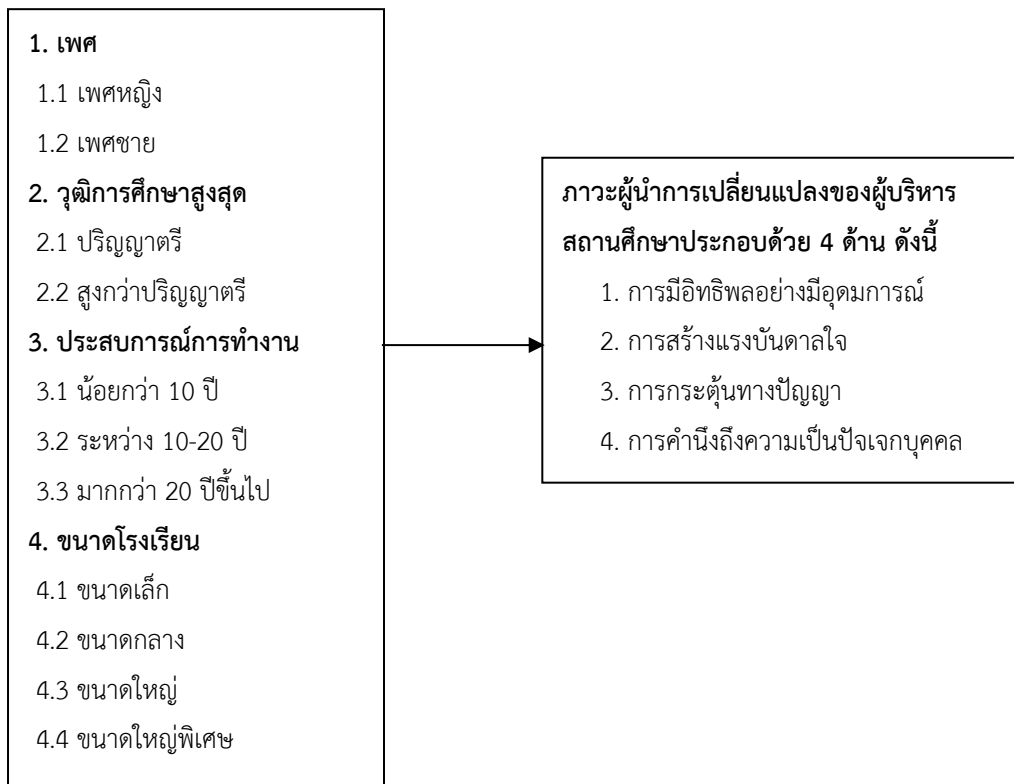 1. เพศ
1.1 เพศหญิง
1.2 เพศชาย
2. วุฒิการศึกษาสูงสุด
2.1 ปริญญาตรี
2.2 สูงกว่าปริญญาตรี
3. ประสบการณ์การทำงาน
3.1 น้อยกว่า 10 ปี
3.2 ระหว่าง 10-20 ปี
3.3 มากกว่า 20 ปีขึ้นไป
4. ขนาดโรงเรียน
4.1 ขนาดเล็ก
4.2 ขนาดกลาง
4.3 ขนาดใหญ่
4.4 ขนาดใหญ่พิเศษ
ภาวะผู้นำการเปลี่ยนแปลงของผู้บริหาร
สถานศึกษาประกอบด้วย 4 ด้าน ดังนี้
1. การมีอิทธิพลอย่างมีอุดมการณ์
2. การสร้างแรงบันดาลใจ
3. การกระตุ้นทางปัญญา
4. การคำนึงถึงความเป็นปัจเจกบุคคล